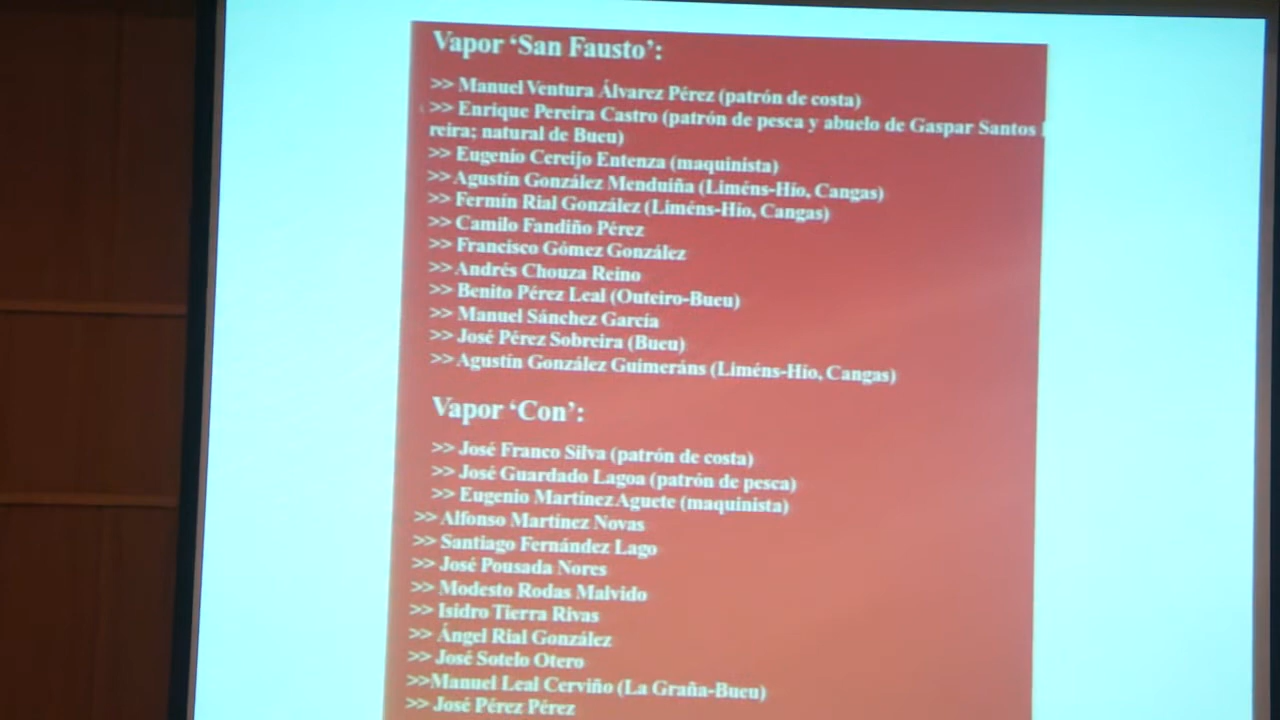 Vapor ‘San Fausto’:
>> Manuel Ventura Álvarez Pérez (patrón de costa)
>> Enrique Pereira Castro (patrón de pesca y abuelo de Gaspar Santos
reira; natural de Bueu)
>> Eugenio Cereijo Entenza (maquinista)
>> Agustín González Menduiña (Liméns-Hío, Cangas)
>> Fermín Rial González (Liméns-Hío, Cangas)
>> Camilo Fandiño Pérez
>> Francisco Gómez González
>> Andrés Chouza Reino
>> Benito Pérez Leal (Outeiro-Bueu)
>> Manuel Sánchez García
>> José Pérez Sobreira (Bueu)
>> Agustín González Guimeráns (Liméns-Hío, Cangas)
Vapor ‘Con’:
>> José Franco Silva (patrón de costa)
>> José Guardado Lagoa (patrón de pesca)
>> Eugenio Martínez Aguete (maquinista)
>> Alfonso Martínez Novas
>> Santiago Fernández Lago
>> José Pousada Nores
>> Modesto Rodas Malvido
>> Isidro Tierra Rivas
>> Ángel Rial González
>> José Sotelo Otero
>>Manuel Leal Cerviño (La Graña-Bueu)
>> José Pérez Pérez